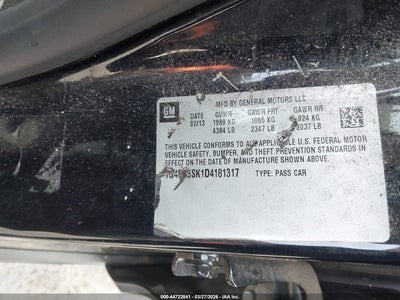 GM
MFD BY GENERAL MOTORS LLC
DATE GVWR GAWR FRT GAWR RR
02/13 1989 KG 1065 KG 924 KG
4384 LB 2347 LB 2037 LB
THIS VEHICLE CONFORMS TO ALL APPLICABLE U.S. FEDERAL MOTOR
VEHICLE SAFETY, BUMPER, AND THEFT PREVENTION STANDARDS IN
EFFECT ON THE DATE OF MANUFACTURE SHOWN ABOVE.
TYPE: PASS CAR
000-44722841 - 03/27/2026 - IAA, Inc.